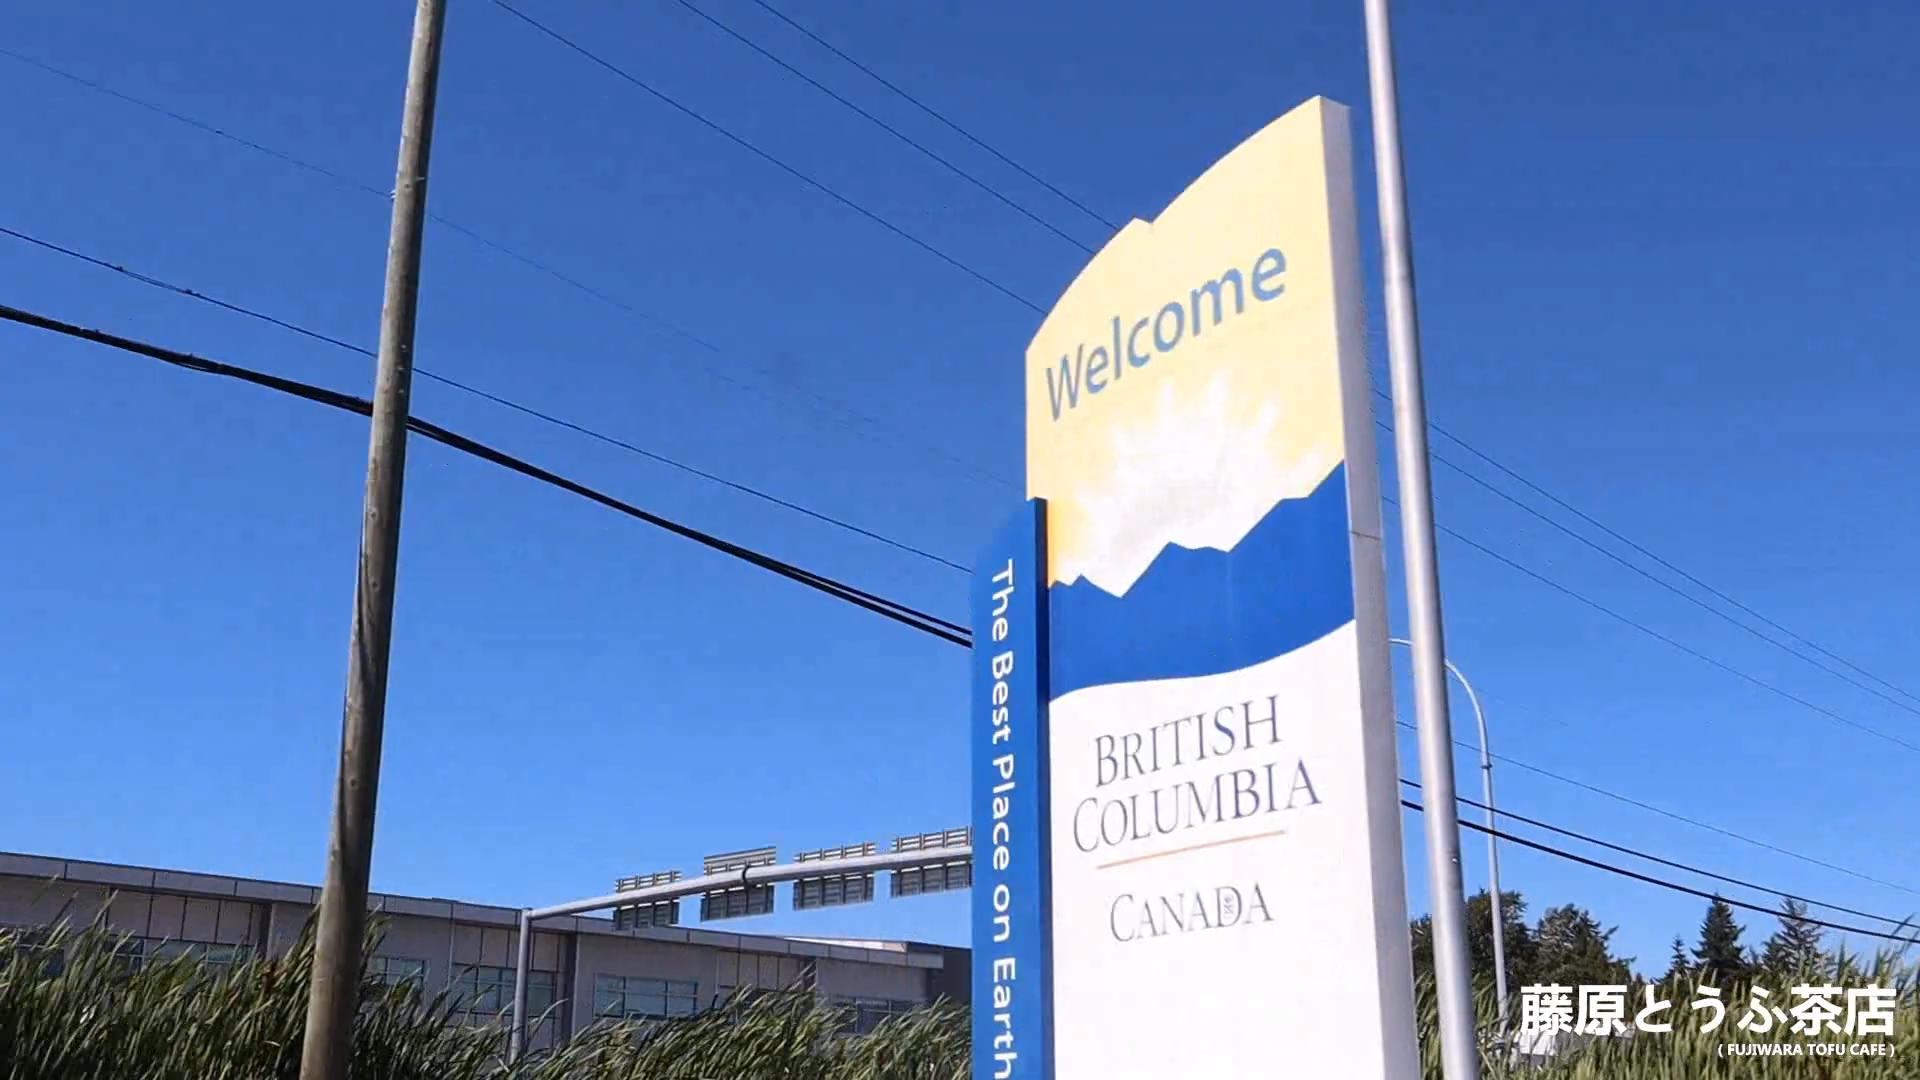 Welcome
The Best Place on Earth
BRITISH
COLUMBIA
CANADA
藤原とうふ茶店
( FUJIWARA TOFU CAFE )